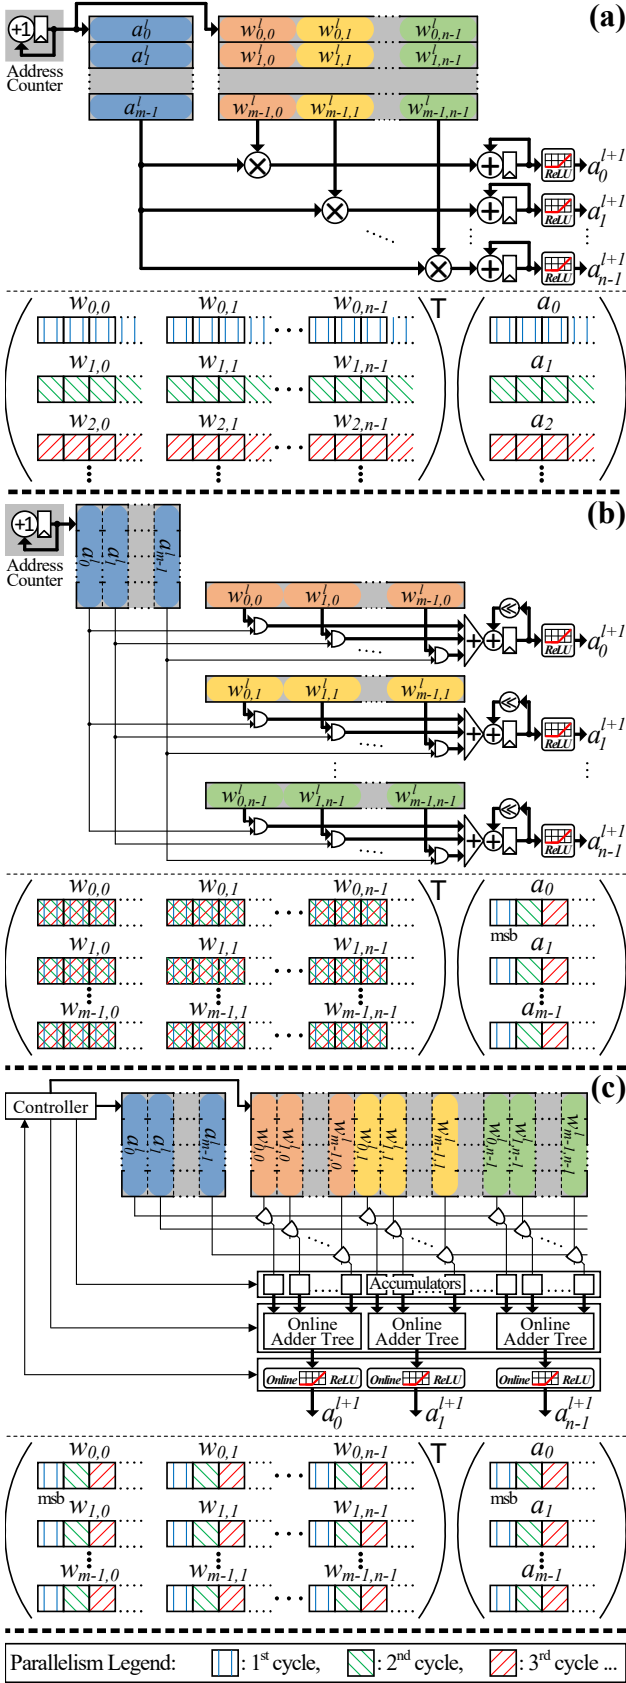 (a)
+1
Address
Counter
a_0^l w_{0,0}^l w_{0,1}^l w_{0,n-1}^l
a_1^l w_{1,0}^l w_{1,1}^l w_{1,n-1}^l
a_{m-1}^l w_{m-1,0}^l w_{m-1,1}^l w_{m-1,n-1}^l
× + ReLU a_0^{l+1}
× + ReLU a_1^{l+1}
× + ReLU a_{n-1}^{l+1}
w_{0,0} w_{0,1} w_{0,n-1} T a_0
w_{1,0} w_{1,1} w_{1,n-1} a_1
w_{2,0} w_{2,1} w_{2,n-1} a_2
(b)
+1
Address
Counter
a_0^l a_1^l a_{m-1}^l
w_{0,0}^l w_{1,0}^l w_{m-1,0}^l
≪
+ + ReLU a_0^{l+1}
w_{0,1}^l w_{1,1}^l w_{m-1,1}^l
≪
+ + ReLU a_1^{l+1}
w_{0,n-1}^l w_{1,n-1}^l w_{m-1,n-1}^l
≪
+ + ReLU a_{n-1}^{l+1}
w_{0,0} w_{0,1} w_{0,n-1} T a_0
msb
w_{1,0} w_{1,1} w_{1,n-1} a_1
w_{m-1,0} w_{m-1,1} w_{m-1,n-1} a_{m-1}
(c)
Controller
a_0^l a_1^l a_{m-1}^l w_{0,0}^l w_{1,0}^l w_{m-1,0}^l w_{0,1}^l w_{1,1}^l w_{m-1,1}^l w_{0,n-1}^l w_{1,n-1}^l w_{m-1,n-1}^l
Accumulators
Online Online Online
Adder Tree Adder Tree Adder Tree
Online ReLU Online ReLU Online ReLU
a_0^{l+1} a_1^{l+1} a_{n-1}^{l+1}
w_{0,0} w_{0,1} w_{0,n-1} T a_0
msb msb
w_{1,0} w_{1,1} w_{1,n-1} a_1
w_{m-1,0} w_{m-1,1} w_{m-1,n-1} a_{m-1}
Parallelism Legend: : 1st cycle, : 2nd cycle, : 3rd cycle ...